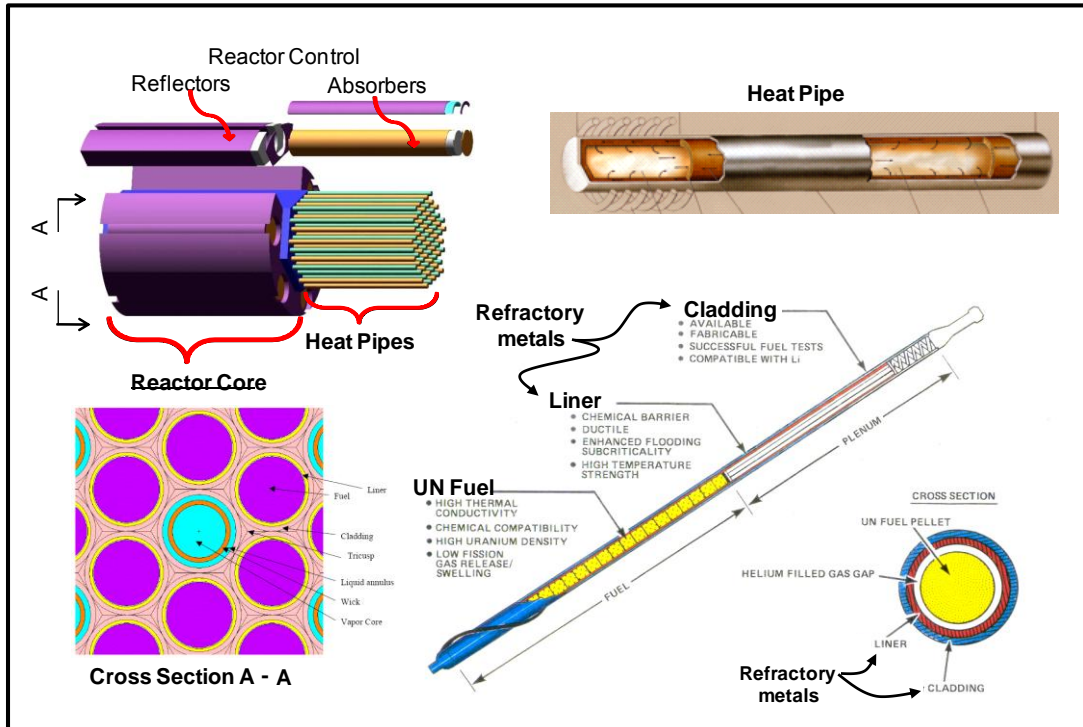 Reactor Control
Reflectors
Absorbers
A
A
Heat Pipes
Reactor Core
Heat Pipe
Refractory
metals
Cladding
• AVAILABLE
• FABRICABLE
• SUCCESSFUL FUEL TESTS
• COMPATIBLE WITH Li
Liner
• CHEMICAL BARRIER
• DUCTILE
• ENHANCED FLOODING
SUBCRITICALITY
• HIGH TEMPERATURE
STRENGTH
UN Fuel
• HIGH THERMAL
CONDUCTIVITY
• CHEMICAL COMPATIBILITY
• HIGH URANIUM DENSITY
• LOW FISSION
GAS RELEASE/
SWELLING
PLENUM
FUEL
Liner
Fuel
Cladding
Tricusp
Liquid annulus
Wick
Vapor Core
Cross Section A - A
CROSS SECTION
UN FUEL PELLET
HELIUM FILLED GAS GAP
LINER
CLADDING
Refractory
metals